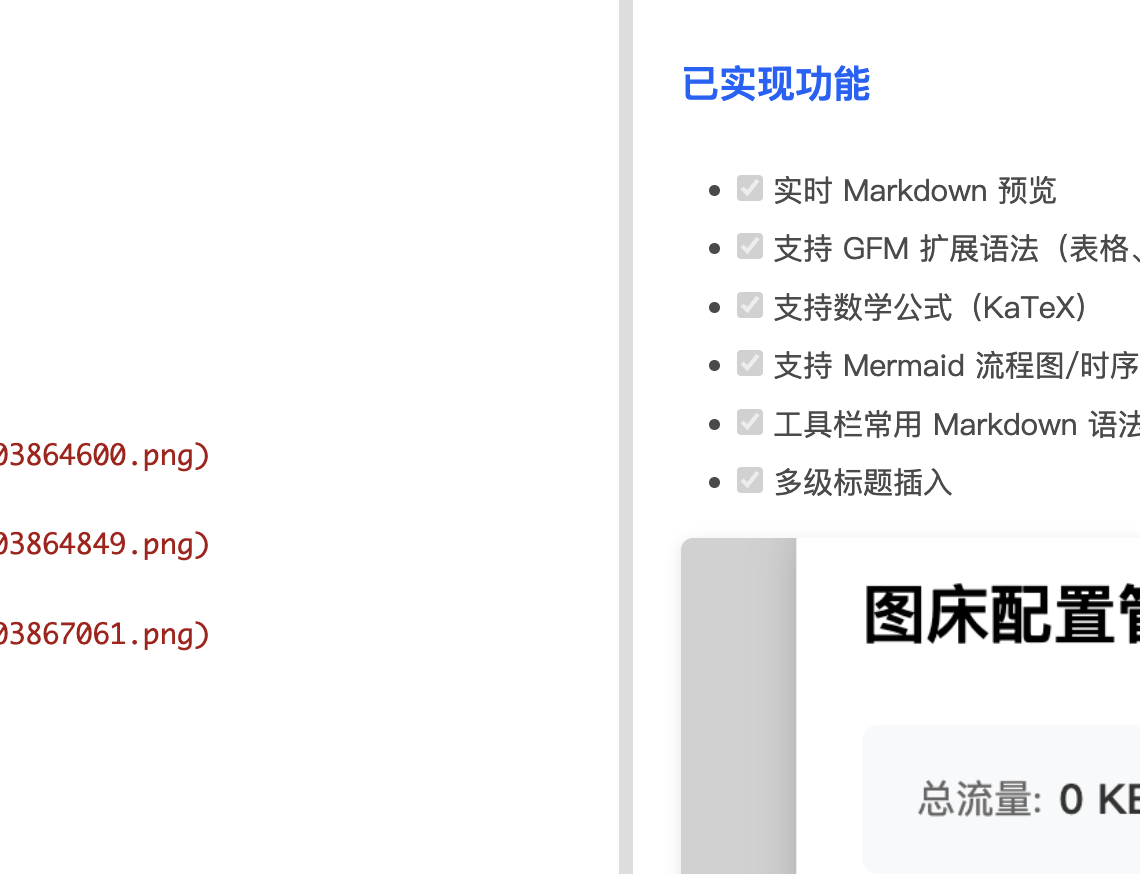 03864600.png)
03864849.png)
03867061.png)
已实现功能
实时 Markdown 预览
支持 GFM 扩展语法（表格、
支持数学公式（KaTeX）
支持 Mermaid 流程图/时序
工具栏常用 Markdown 语法
多级标题插入
图床配置管
总流量: 0 KB